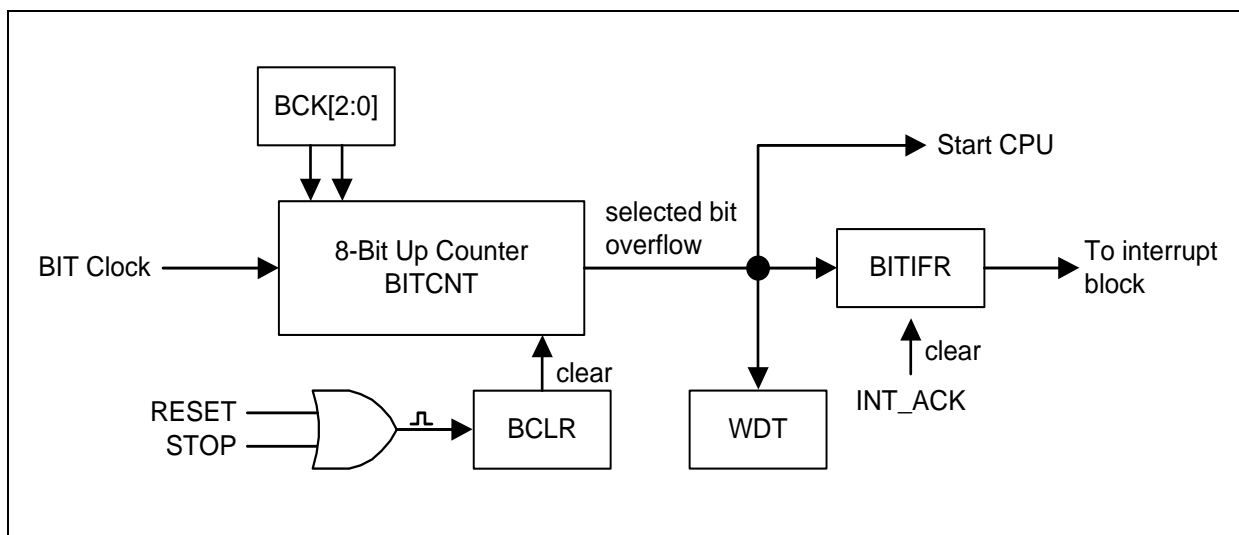 BCK[2:0]
Start CPU
selected bit
overflow
8-Bit Up Counter
BITCNT
BIT Clock
BITIFR
To interrupt
block
clear
clear
INT_ACK
RESET
STOP
BCLR
WDT